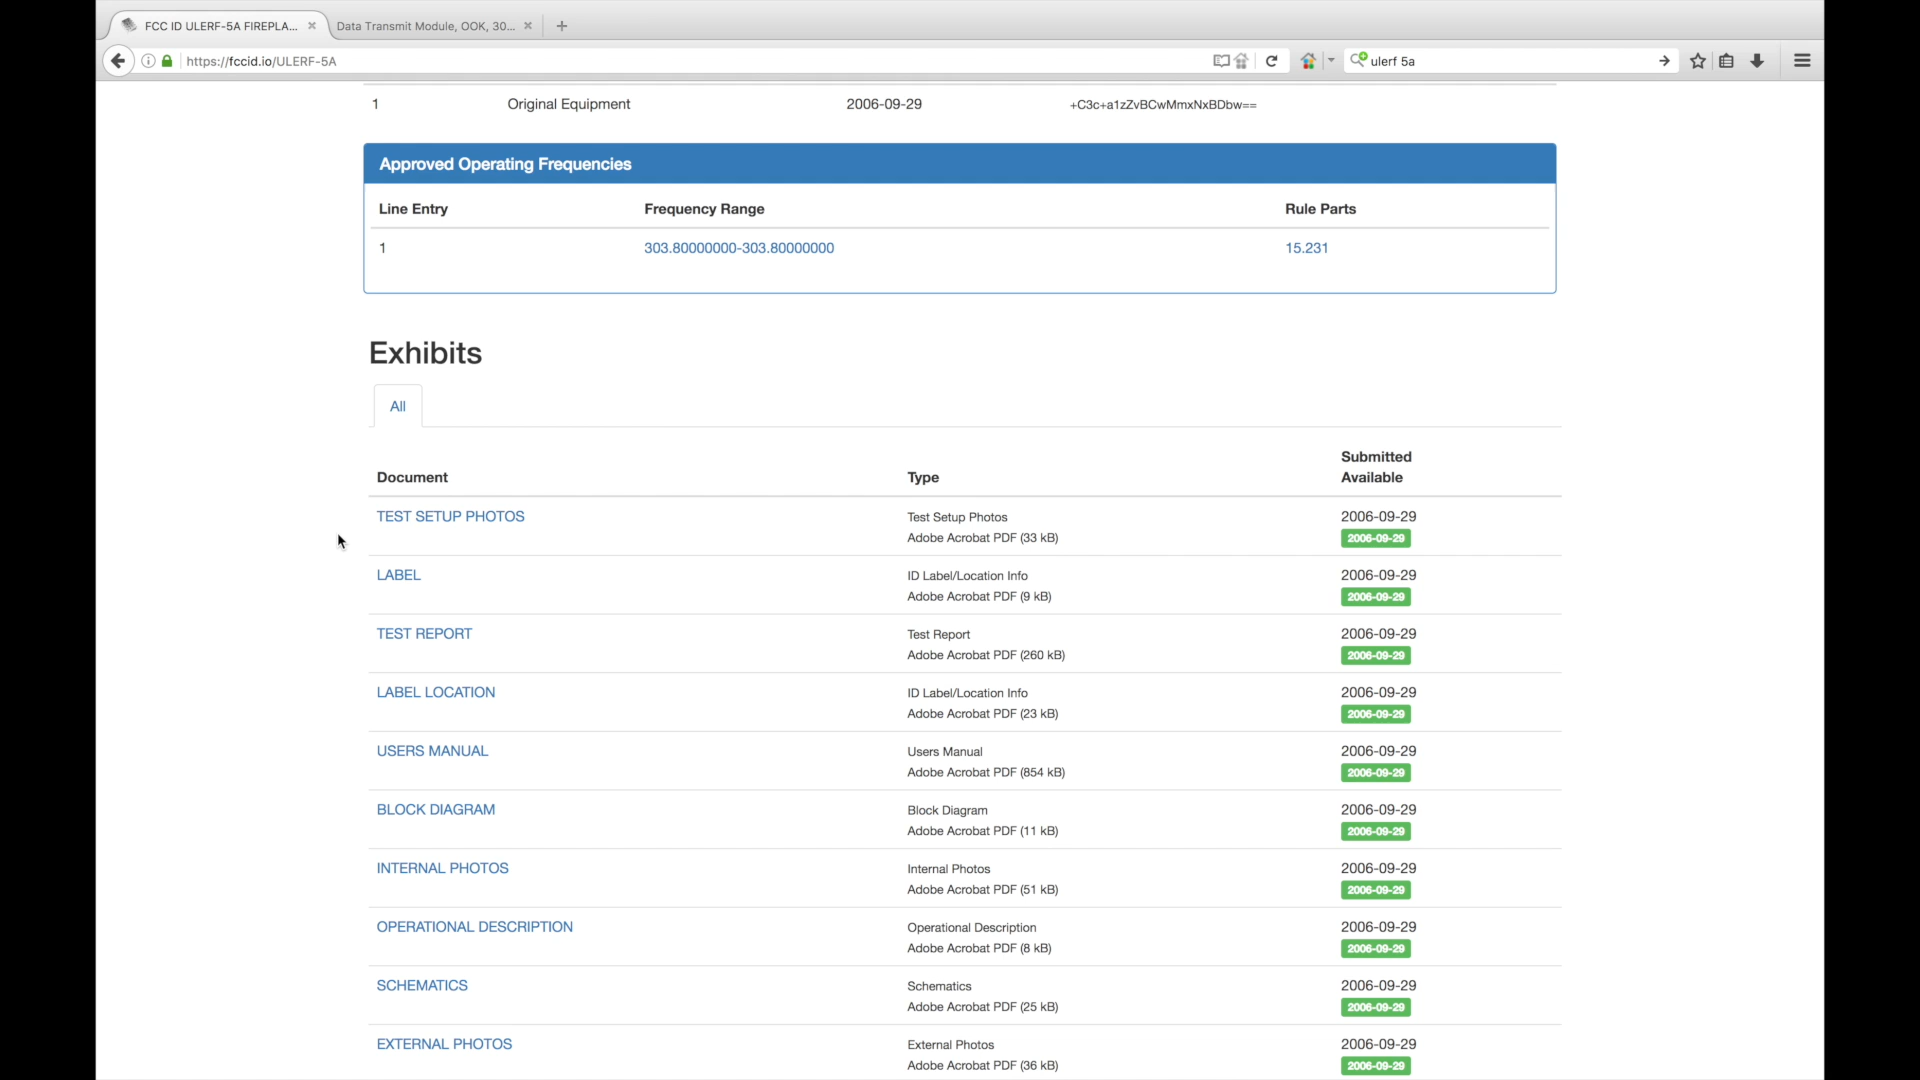 FCC ID ULERF-5A FIREPLA...
Data Transmit Module, OOK, 30...
https://fccid.io/ULERF-5A
ulerf 5a
1 Original Equipment 2006-09-29 +C3c+a1zZvBCwMmxNxBDbw==
Approved Operating Frequencies
Line Entry Frequency Range Rule Parts
1 303.80000000-303.80000000 15.231
Exhibits
All
Submitted
Document Type Available
TEST SETUP PHOTOS Test Setup Photos 2006-09-29
Adobe Acrobat PDF (33 kB) 2006-09-29
LABEL ID Label/Location Info 2006-09-29
Adobe Acrobat PDF (9 kB) 2006-09-29
TEST REPORT Test Report 2006-09-29
Adobe Acrobat PDF (260 kB) 2006-09-29
LABEL LOCATION ID Label/Location Info 2006-09-29
Adobe Acrobat PDF (23 kB) 2006-09-29
USERS MANUAL Users Manual 2006-09-29
Adobe Acrobat PDF (854 kB) 2006-09-29
BLOCK DIAGRAM Block Diagram 2006-09-29
Adobe Acrobat PDF (11 kB) 2006-09-29
INTERNAL PHOTOS Internal Photos 2006-09-29
Adobe Acrobat PDF (51 kB) 2006-09-29
OPERATIONAL DESCRIPTION Operational Description 2006-09-29
Adobe Acrobat PDF (8 kB) 2006-09-29
SCHEMATICS Schematics 2006-09-29
Adobe Acrobat PDF (25 kB) 2006-09-29
EXTERNAL PHOTOS External Photos 2006-09-29
Adobe Acrobat PDF (36 kB) 2006-09-29